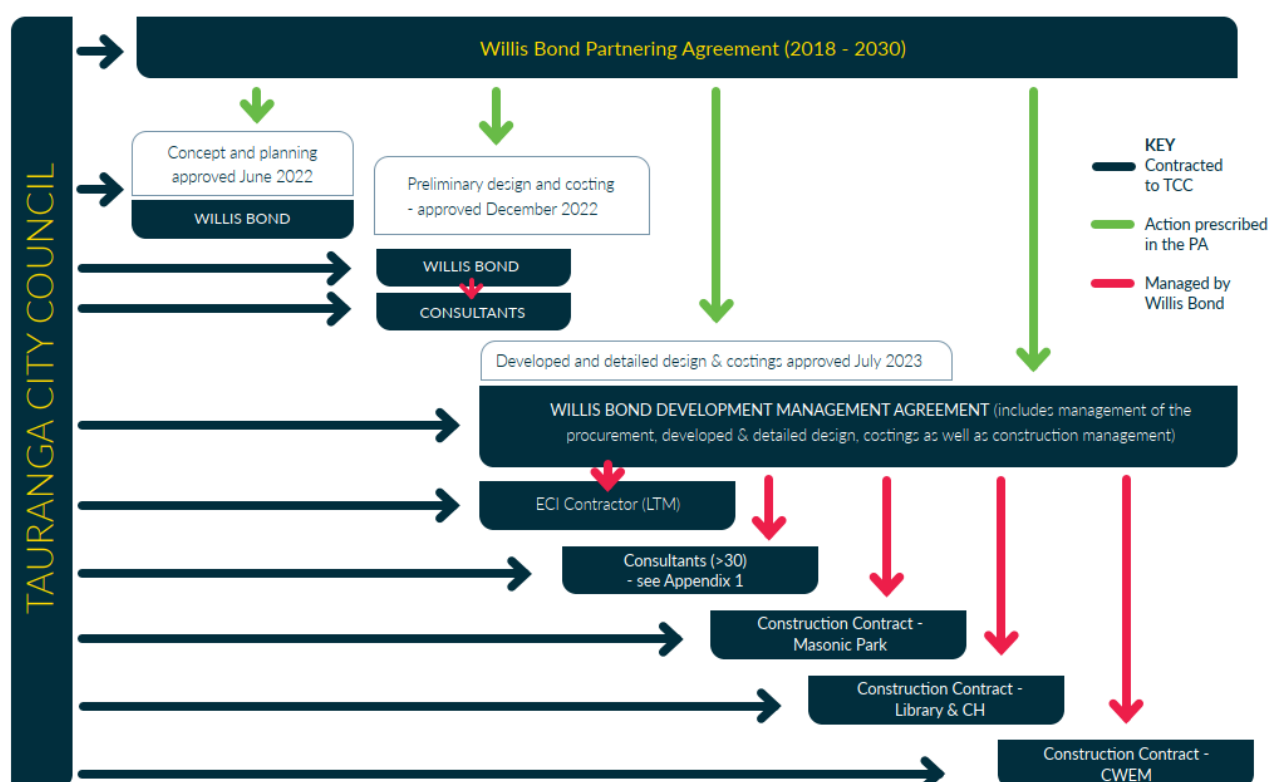 TAURANGA CITY COUNCIL
Willis Bond Partnering Agreement (2018 - 2030)
Concept and planning
approved June 2022
WILLIS BOND
Preliminary design and costing
- approved December 2022
WILLIS BOND
CONSULTANTS
KEY
Contracted
to TCC
Action prescribed
in the PA
Managed by
Willis Bond
Developed and detailed design & costings approved July 2023
WILLIS BOND DEVELOPMENT MANAGEMENT AGREEMENT (includes management of the
procurement, developed & detailed design, costings as well as construction management)
ECI Contractor (LTM)
Consultants (>30)
- see Appendix 1
Construction Contract -
Masonic Park
Construction Contract -
Library & CH
Construction Contract -
CWEM